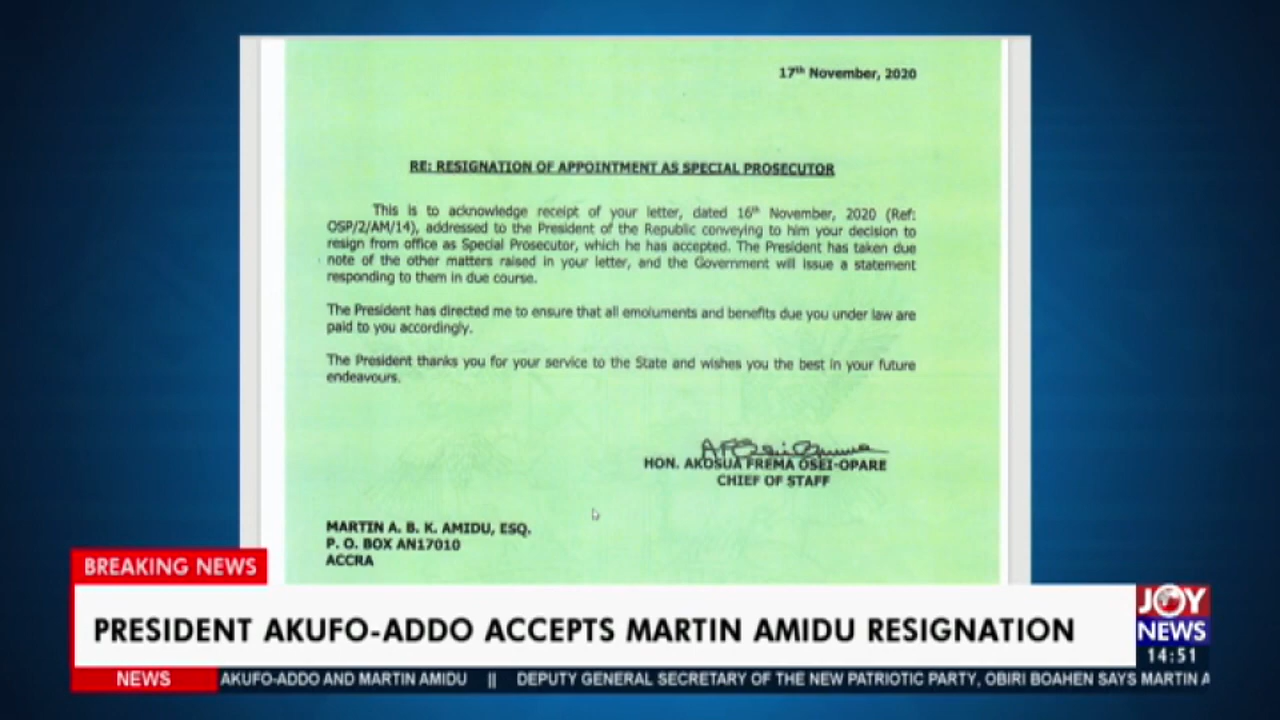 17th November, 2020
RE: RESIGNATION OF APPOINTMENT AS SPECIAL PROSECUTOR
This is to acknowledge receipt of your letter, dated 16th November, 2020 (Ref:
OSP/2/AM/14), addressed to the President of the Republic conveying to him your decision to
resign from office as Special Prosecutor, which he has accepted. The President has taken due
note of the other matters raised in your letter, and the Government will issue a statement
responding to them in due course.
The President has directed me to ensure that all emoluments and benefits due you under law are
paid to you accordingly.
The President thanks you for your service to the State and wishes you the best in your future
endeavours.
HON. AKOSUA FREMA OSEI-OPARE
CHIEF OF STAFF
MARTIN A. B. K. AMIDU, ESQ.
P. O. BOX AN17010
ACCRA
BREAKING NEWS
PRESIDENT AKUFO-ADDO ACCEPTS MARTIN AMIDU RESIGNATION
JOY
NEWS
14:51
NEWS
AKUFO-ADDO AND MARTIN AMIDU || DEPUTY GENERAL SECRETARY OF THE NEW PATRIOTIC PARTY, OBIRI BOAHEN SAYS MARTIN A